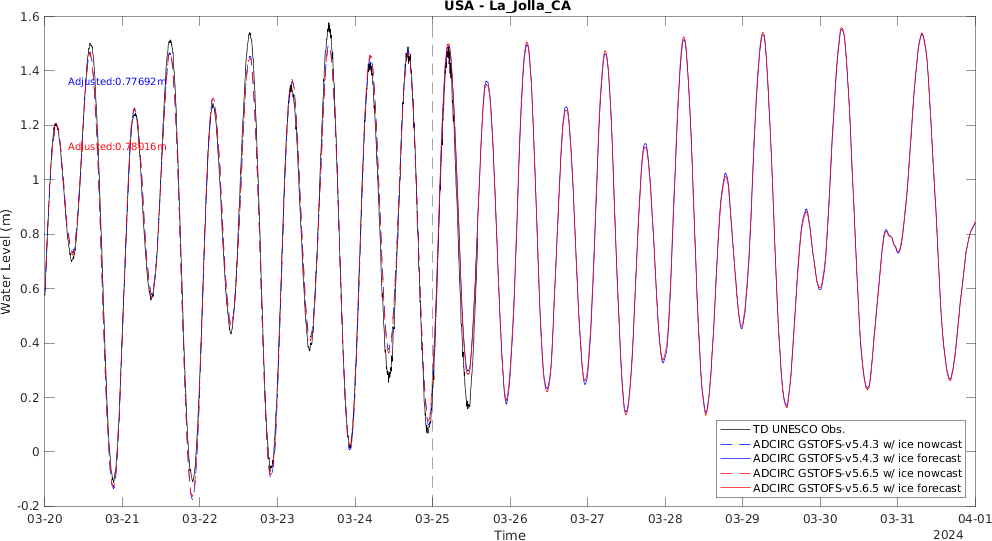 USA - La_Jolla_CA
1.6
1.4
1.2
1
0.8
0.6
0.4
0.2
0
-0.2
Water Level (m)
Adjusted:0.77692m
Adjusted:0.78016m
TD UNESCO Obs.
ADCIRC GSTOFS-v5.4.3 w/ ice nowcast
ADCIRC GSTOFS-v5.4.3 w/ ice forecast
ADCIRC GSTOFS-v5.6.5 w/ ice nowcast
ADCIRC GSTOFS-v5.6.5 w/ ice forecast
03-20 03-21 03-22 03-23 03-24 03-25 03-26 03-27 03-28 03-29 03-30 03-31 04-01
Time
2024